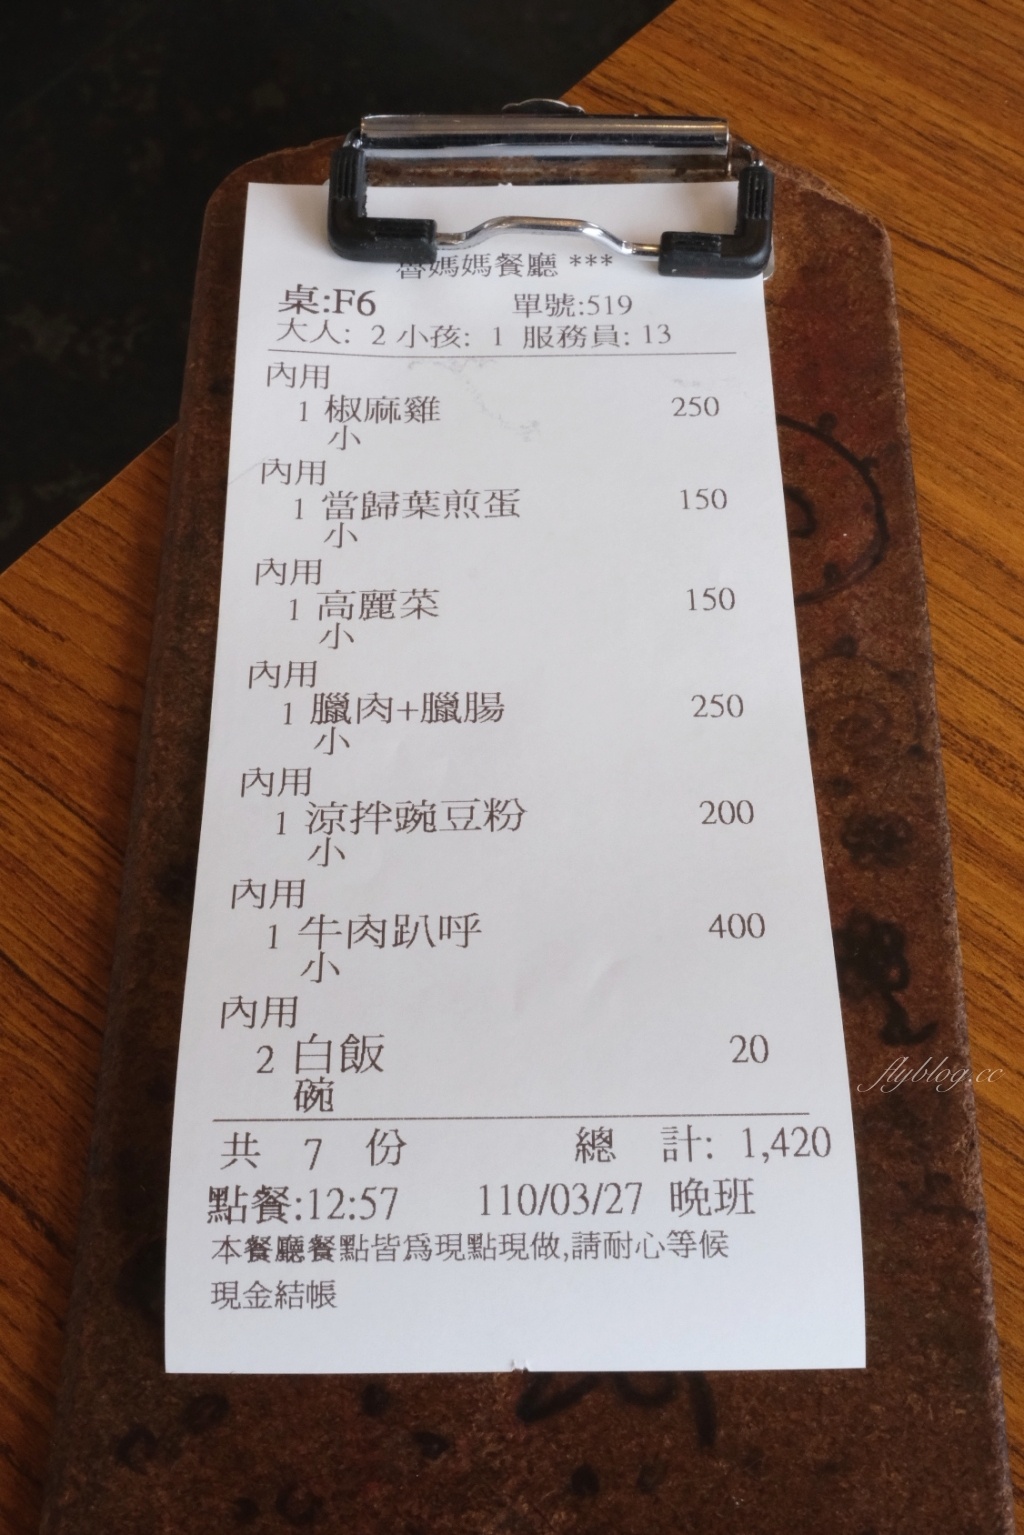 魯媽媽餐廳 ***
桌:F6 單號:519
大人: 2 小孩: 1 服務員: 13
內用
1 椒麻雞 250
小
內用
1 當歸葉煎蛋 150
小
內用
1 高麗菜 150
小
內用
1 臘肉+臘腸 250
小
內用
1 涼拌豌豆粉 200
小
內用
1 牛肉趴呼 400
小
內用
2 白飯 20
碗
共 7 份 總 計: 1,420
點餐:12:57 110/03/27 晚班
本餐廳餐點皆為現點現做,請耐心等候
現金結帳
flyblog.cc